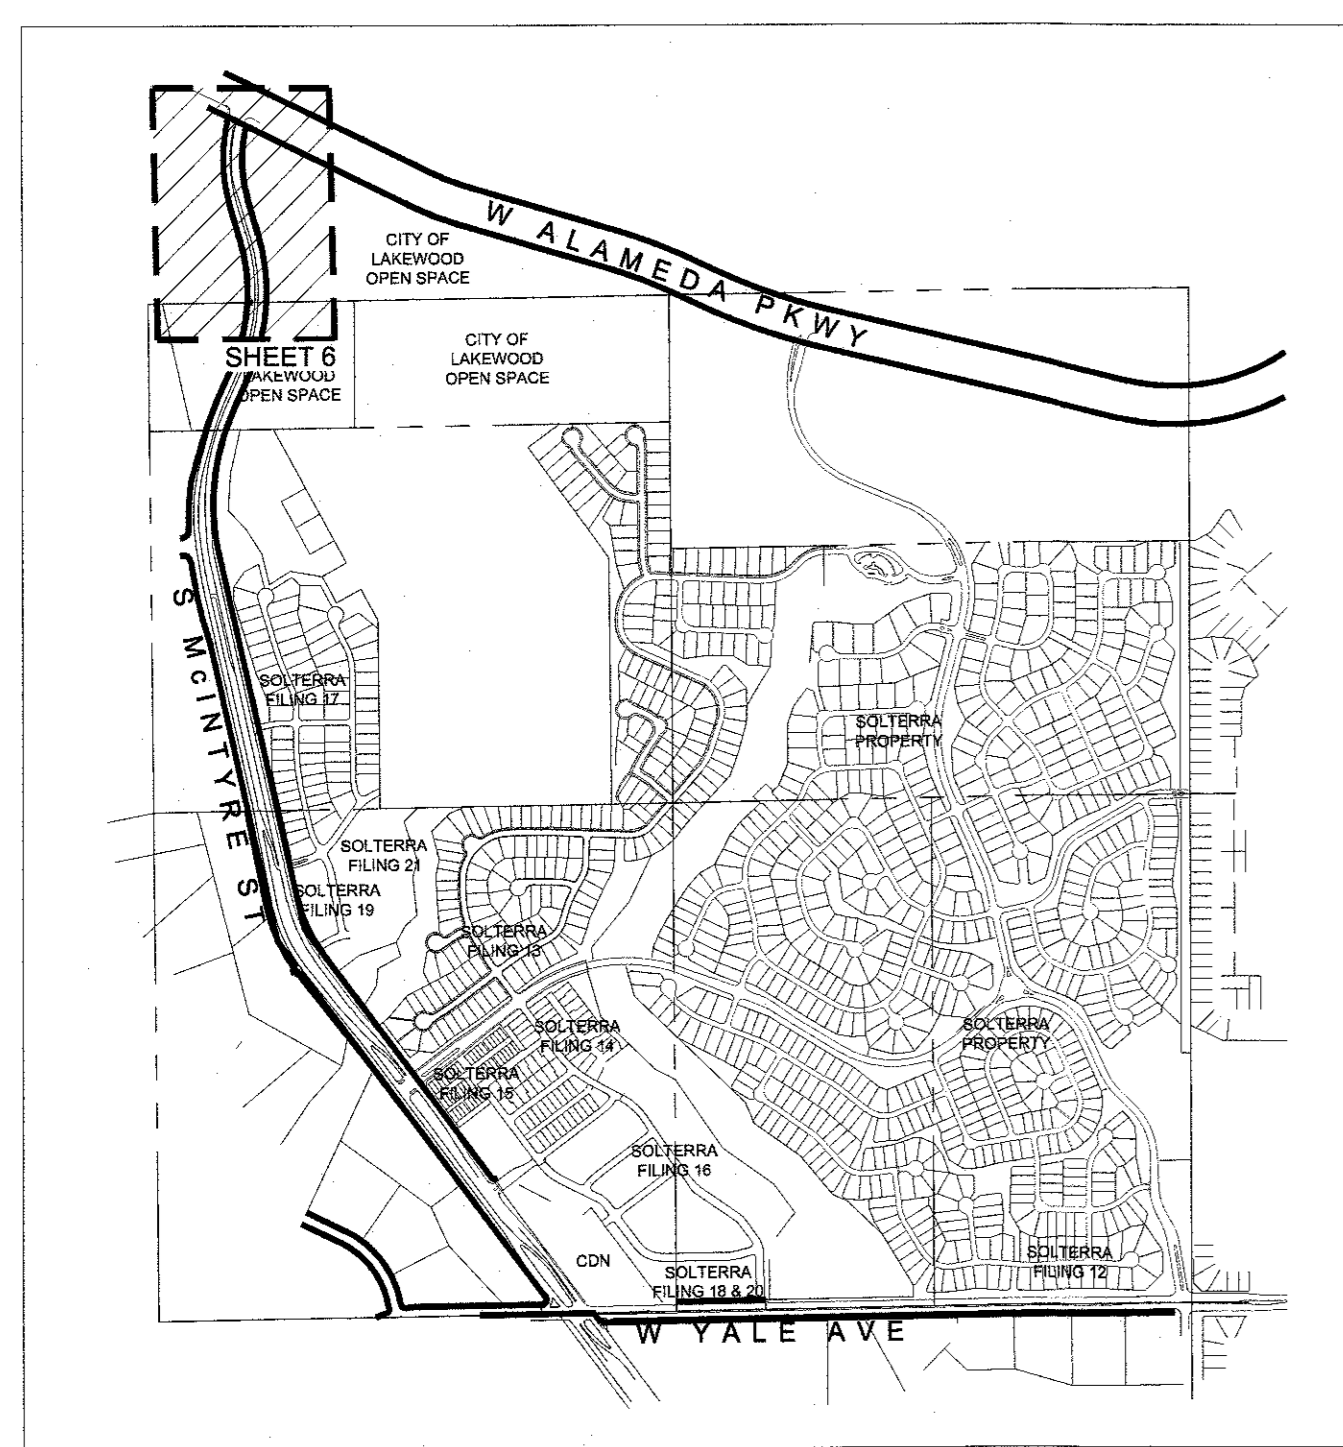 W ALAMEDA PKWY
CITY OF
LAKEWOOD
OPEN SPACE
CITY OF
LAKEWOOD
OPEN SPACE
SHEET 6
LAKEWOOD
OPEN SPACE
S McINTYRE ST
SOLTERRA
FILING 17
SOLTERRA
PROPERTY
SOLTERRA
FILING 21
SOLTERRA
FILING 19
SOLTERRA
FILING 13
SOLTERRA
FILING 14
SOLTERRA
PROPERTY
SOLTERRA
FILING 15
SOLTERRA
FILING 16
CDN
SOLTERRA
FILING 18 & 20
SOLTERRA
FILING 12
W YALE AVE